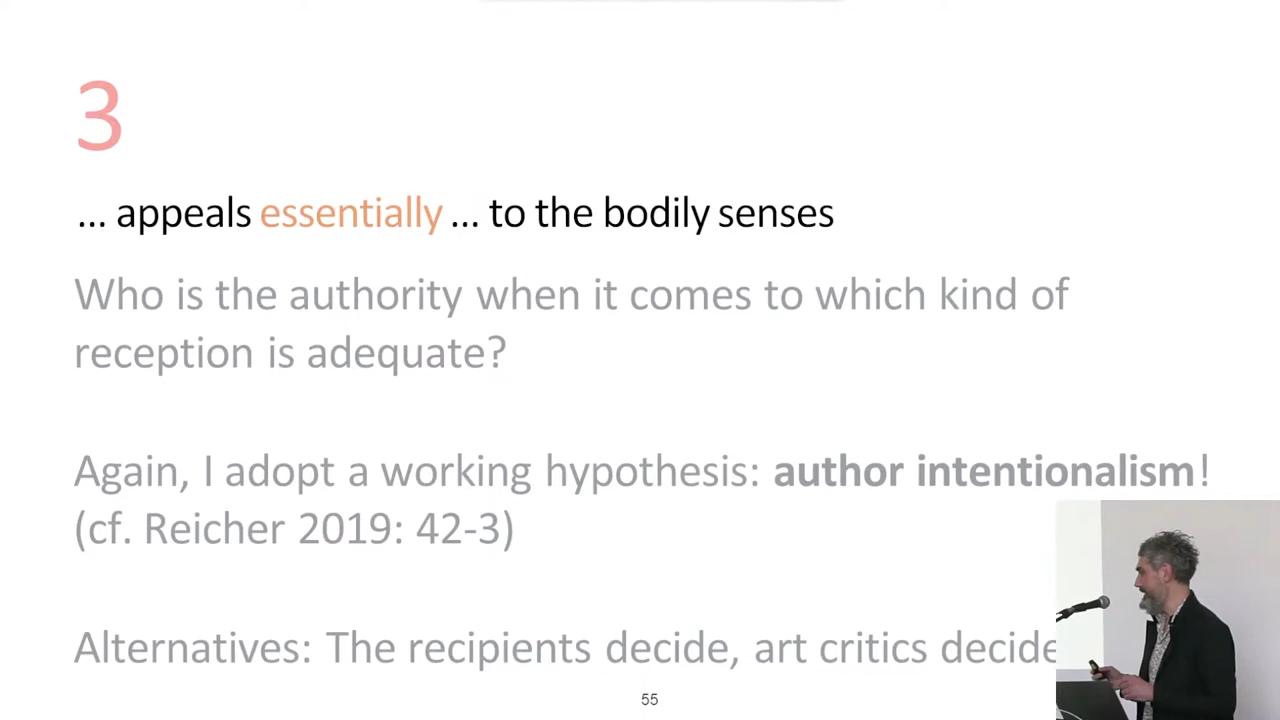 3
... appeals essentially ... to the bodily senses
Who is the authority when it comes to which kind of
reception is adequate?
Again, I adopt a working hypothesis: author intentionalism!
(cf. Reicher 2019: 42-3)
Alternatives: The recipients decide, art critics decide
55